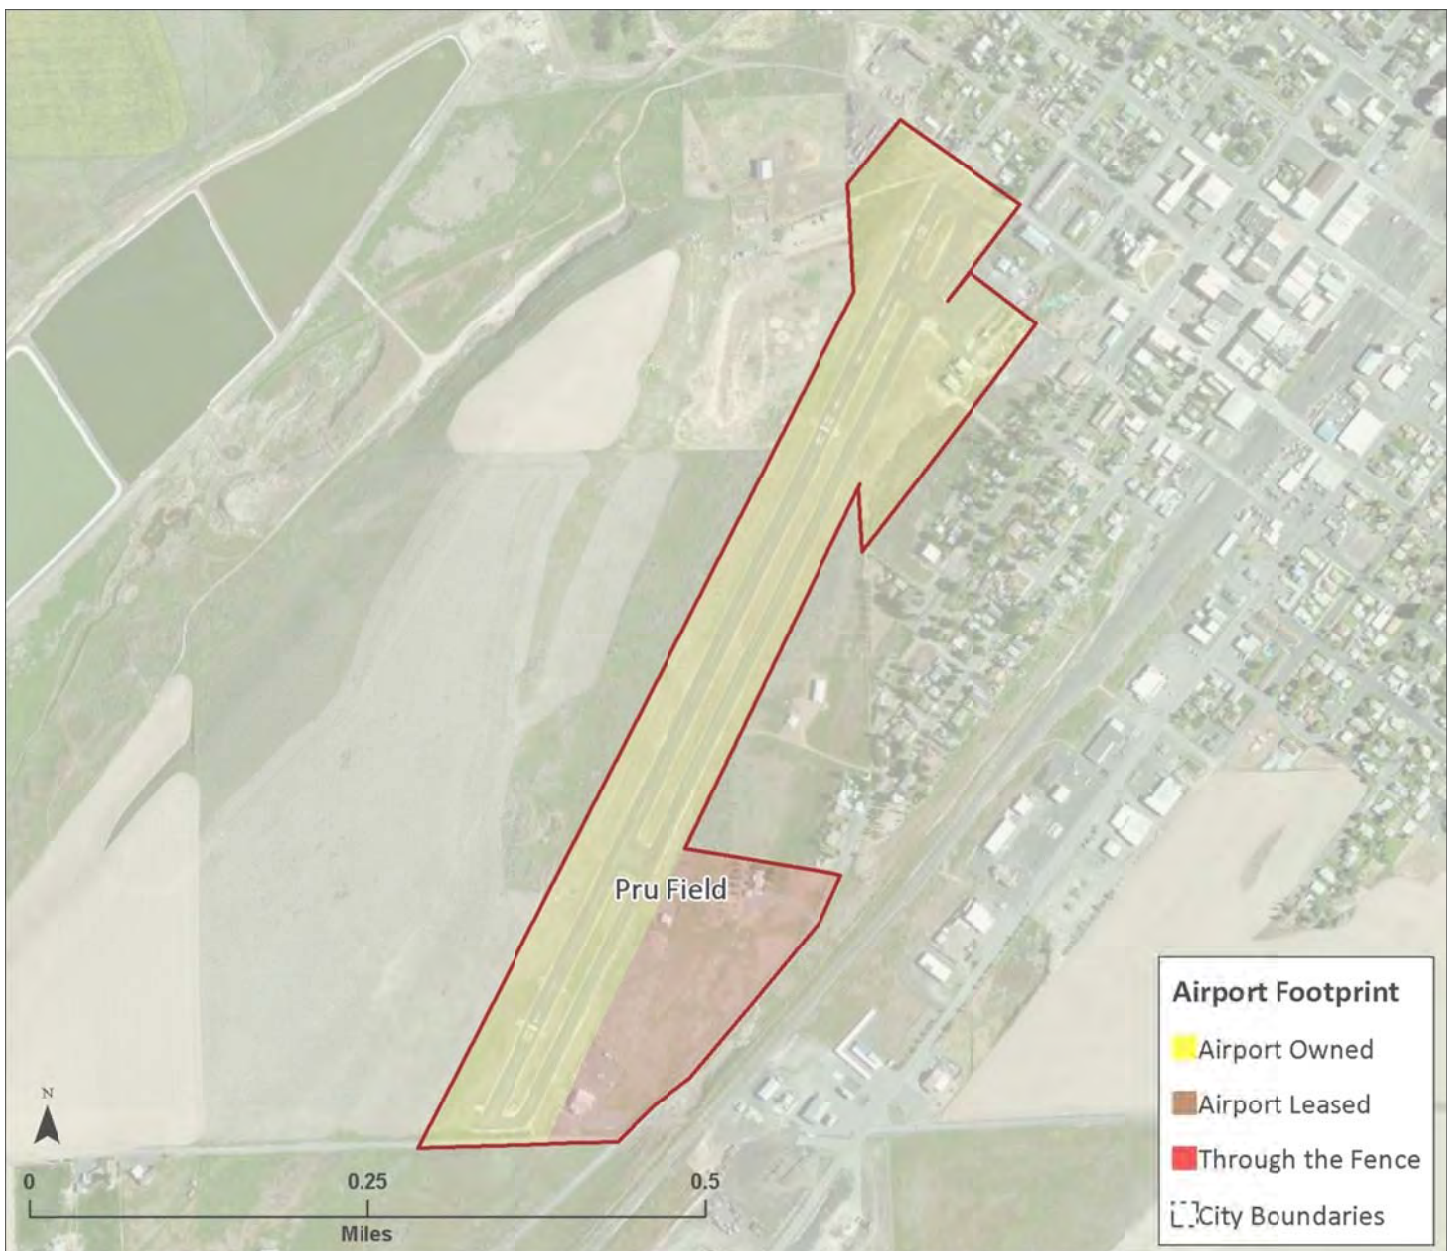 Pru Field
Airport Footprint
Airport Owned
Airport Leased
Through the Fence
City Boundaries
N
0 0.25 0.5
Miles